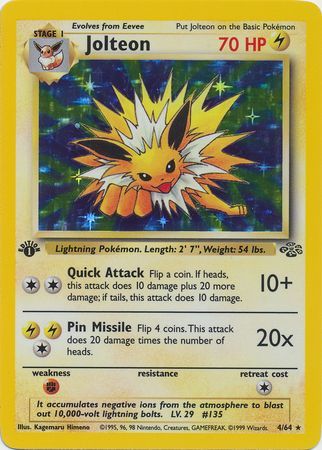 STAGE 1
Evolves from Eevee
Put Jolteon on the Basic Pokémon
Jolteon
70 HP
EDITION
1
Lightning Pokémon. Length: 2' 7", Weight: 54 lbs.
Quick Attack Flip a coin. If heads,
this attack does 10 damage plus 20 more
damage; if tails, this attack does 10 damage.
10+
Pin Missile Flip 4 coins. This attack
does 20 damage times the number of
heads.
20x
weakness
resistance
retreat cost
It accumulates negative ions from the atmosphere to blast
out 10,000-volt lightning bolts. LV. 29 #135
Illus. Kagemaru Himeno
©1995, 96, 98 Nintendo, Creatures, GAMEFREAK. ©1999 Wizards.
4/64 ★